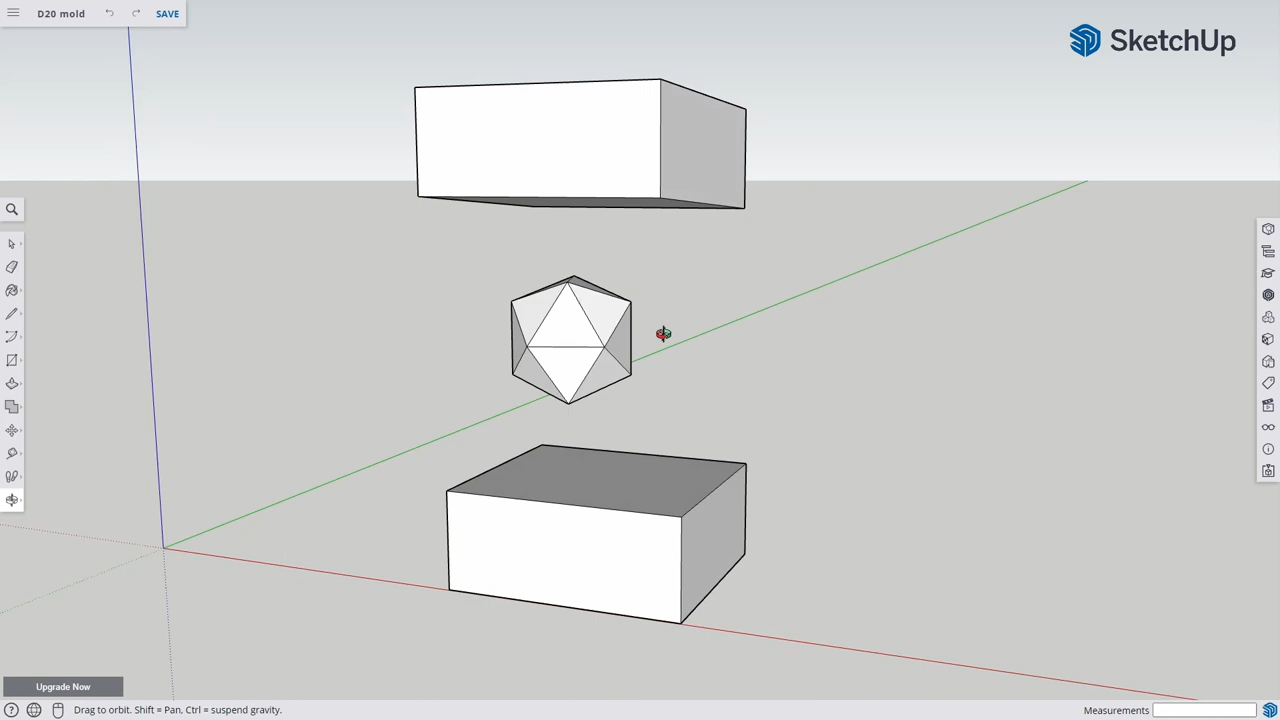 D20 mold
SAVE
SketchUp
Upgrade Now
Drag to orbit. Shift = Pan, Ctrl = suspend gravity.
Measurements